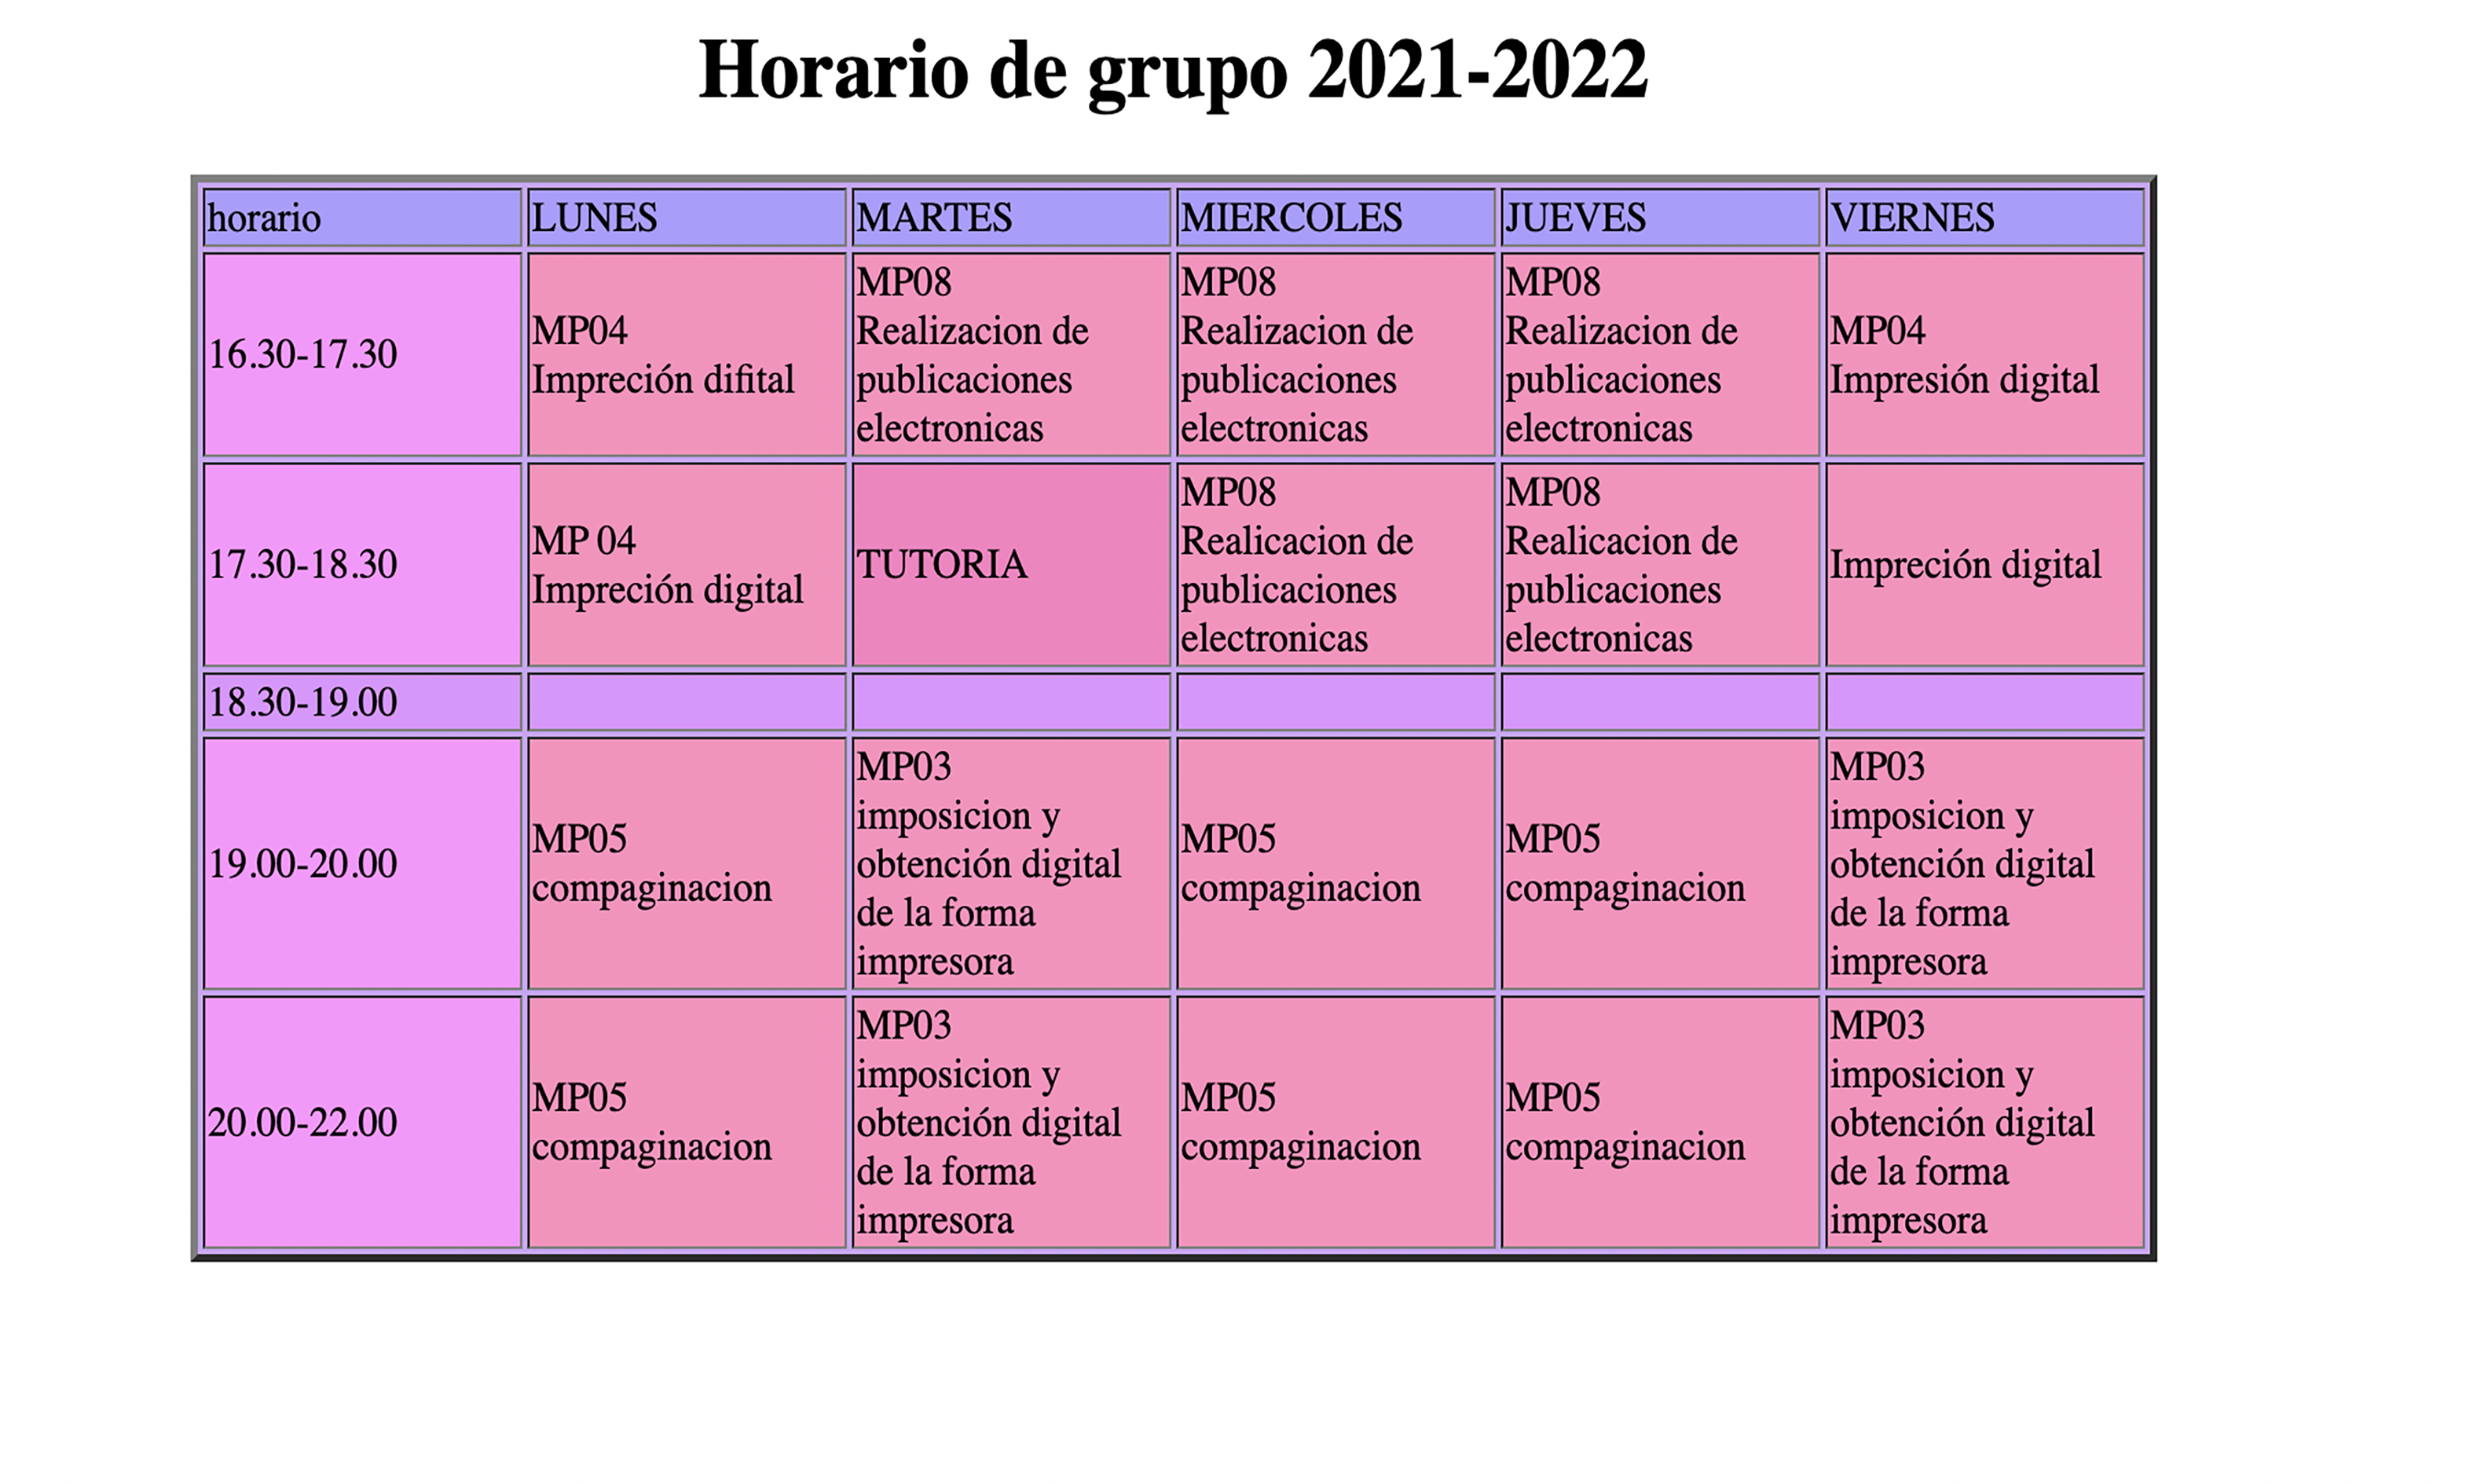 Horario de grupo 2021-2022
horario
LUNES
MARTES
MIERCOLES
JUEVES
VIERNES
16.30-17.30
MP04
Impreción difital
MP08
Realizacion de
publicaciones
electronicas
MP08
Realizacion de
publicaciones
electronicas
MP08
Realizacion de
publicaciones
electronicas
MP04
Impresión digital
17.30-18.30
MP 04
Impreción digital
TUTORIA
MP08
Realicacion de
publicaciones
electronicas
MP08
Realicacion de
publicaciones
electronicas
Impreción digital
18.30-19.00
19.00-20.00
MP05
compaginacion
MP03
imposicion y
obtención digital
de la forma
impresora
MP05
compaginacion
MP05
compaginacion
MP03
imposicion y
obtención digital
de la forma
impresora
20.00-22.00
MP05
compaginacion
MP03
imposicion y
obtención digital
de la forma
impresora
MP05
compaginacion
MP05
compaginacion
MP03
imposicion y
obtención digital
de la forma
impresora